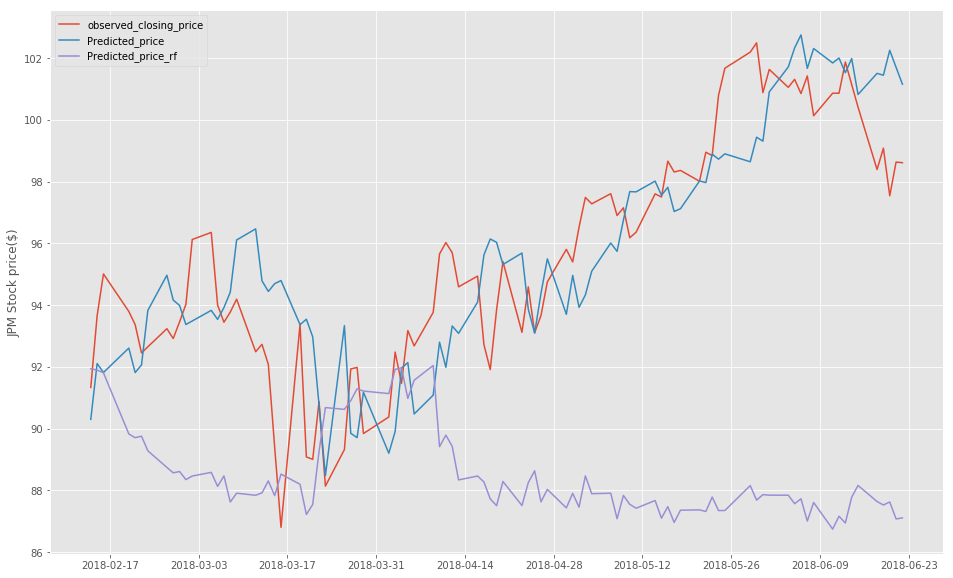 observed_closing_price
Predicted_price
Predicted_price_rf
JPM Stock price($)
102
100
98
96
94
92
90
88
86
2018-02-17 2018-03-03 2018-03-17 2018-03-31 2018-04-14 2018-04-28 2018-05-12 2018-05-26 2018-06-09 2018-06-23